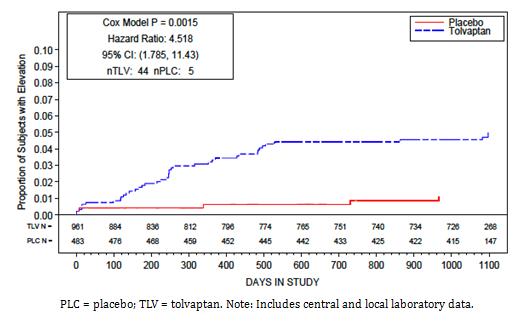 Cox Model P = 0.0015
Hazard Ratio: 4.518
95% CI: (1.785, 11.43)
nTLV: 44 nPLC: 5
Placebo
Tolvaptan
Proportion of Subjects with Elevation
0.10
0.09
0.08
0.07
0.06
0.05
0.04
0.03
0.02
0.01
0.00
TLV N = 961 884 836 812 796 774 765 751 740 734 726 268
PLC N = 483 476 468 459 452 445 442 433 425 422 415 147
0 100 200 300 400 500 600 700 800 900 1000 1100
DAYS IN STUDY
PLC = placebo; TLV = tolvaptan. Note: Includes central and local laboratory data.